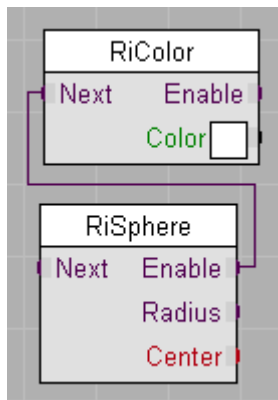 RiColor
Next Enable
Color
RiSphere
Next Enable
Radius
Center